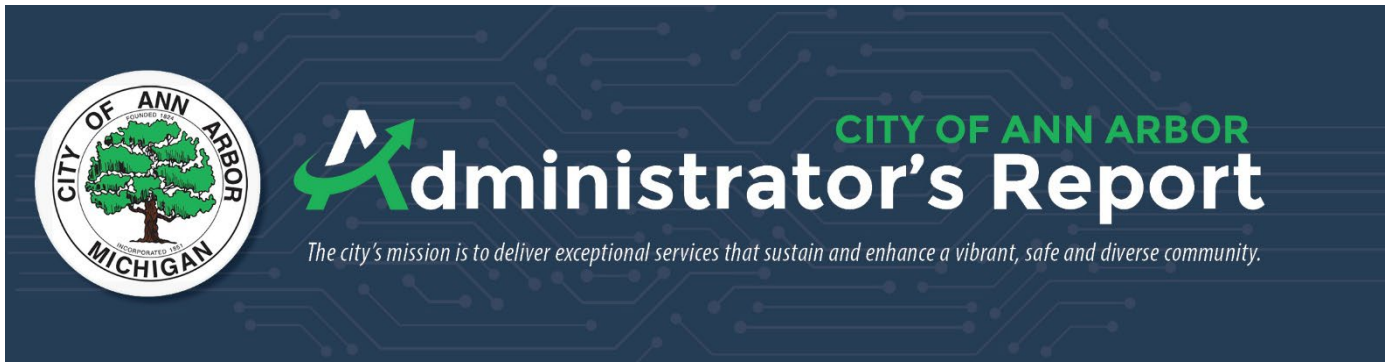 CITY OF ANN ARBOR
MICHIGAN
FOUNDED 1824
INCORPORATED 1851
CITY OF ANN ARBOR
Administrator's Report
The city's mission is to deliver exceptional services that sustain and enhance a vibrant, safe and diverse community.